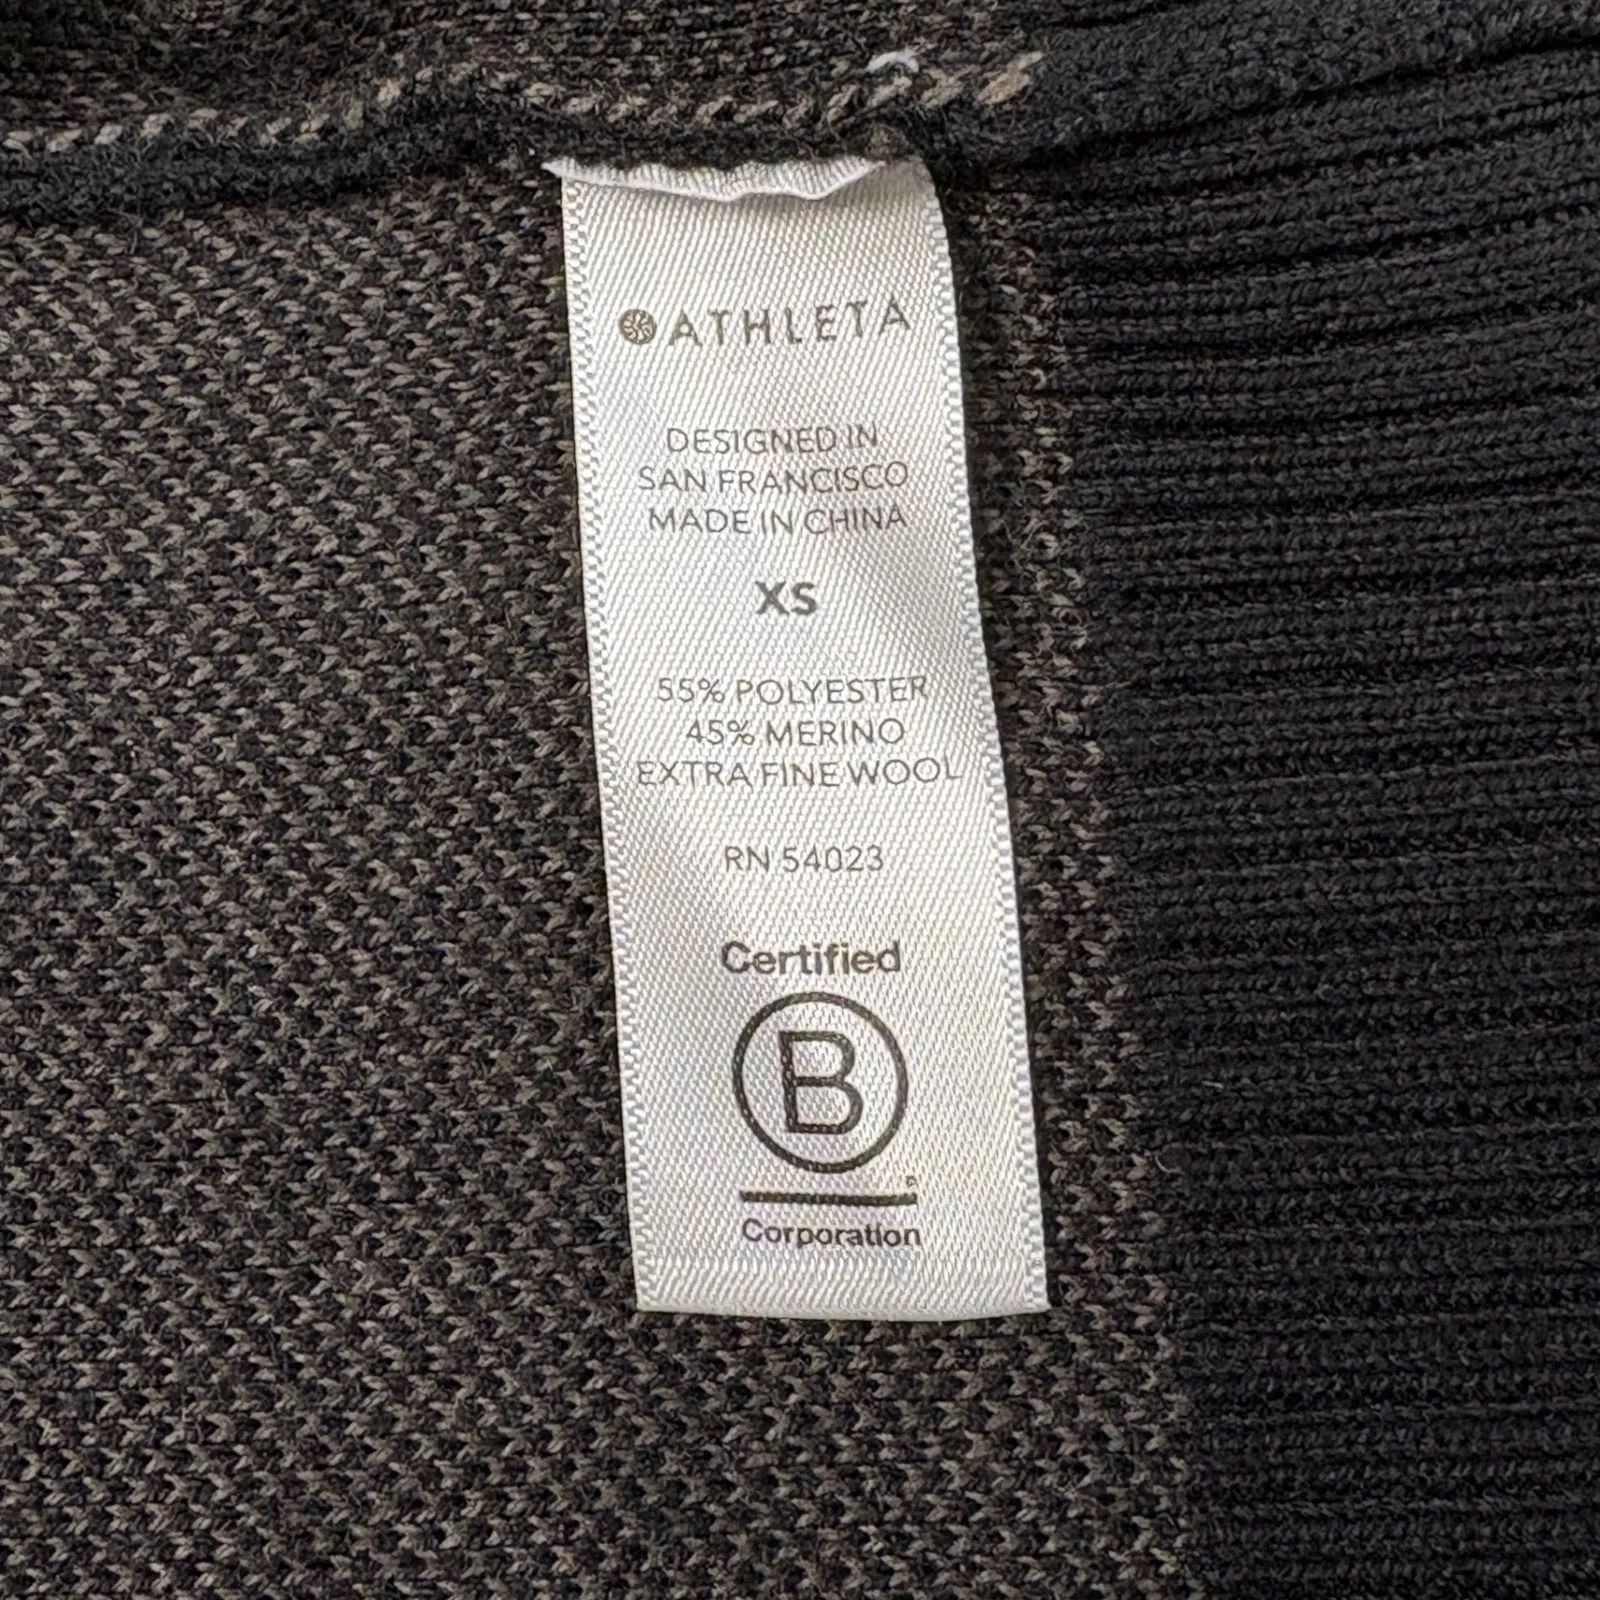 ATHLETA
DESIGNED IN
SAN FRANCISCO
MADE IN CHINA
XS
55% POLYESTER
45% MERINO
EXTRA FINE WOOL
RN 54023
Certified
B
Corporation